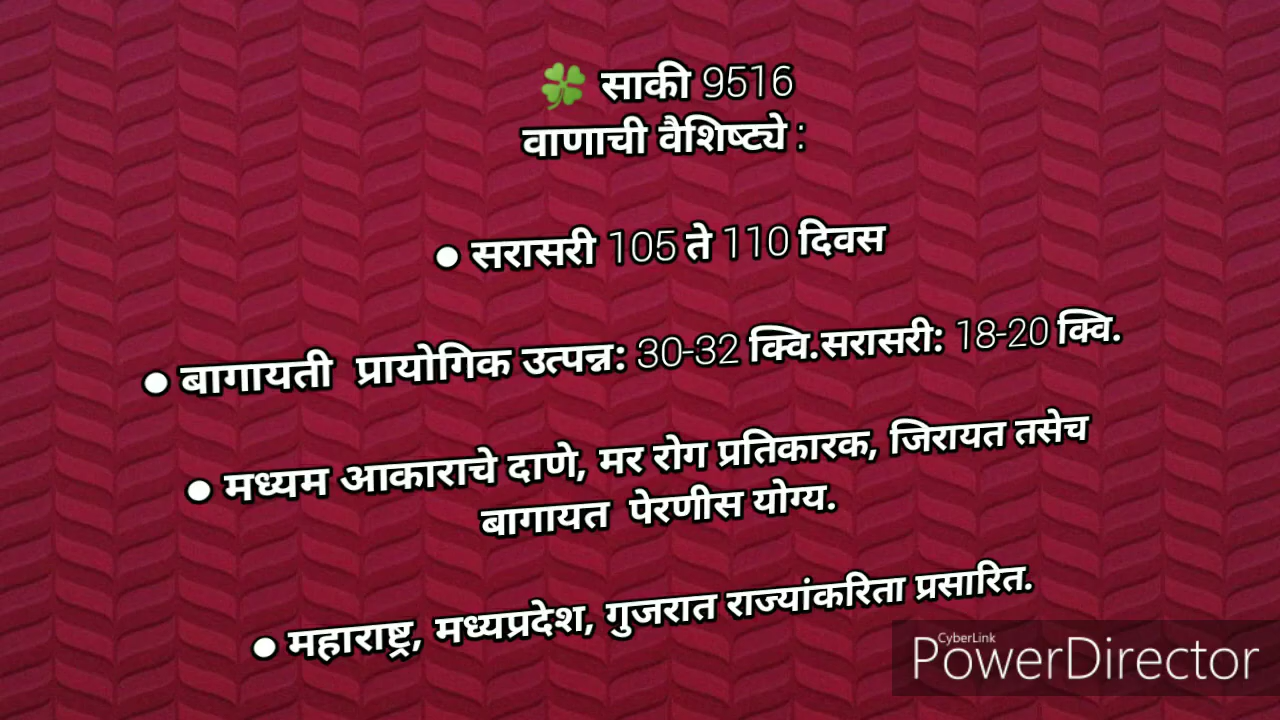 🍀 साकी 9516
वाणाची वैशिष्ट्ये :
● सरासरी 105 ते 110 दिवस
● बागायती प्रायोगिक उत्पन्न: 30-32 क्वि.सरासरी: 18-20 क्वि.
● मध्यम आकाराचे दाणे, मर रोग प्रतिकारक, जिरायत तसेच
बागायत पेरणीस योग्य.
● महाराष्ट्र, मध्यप्रदेश, गुजरात राज्यांकरिता प्रसारित.
CyberLink
PowerDirector